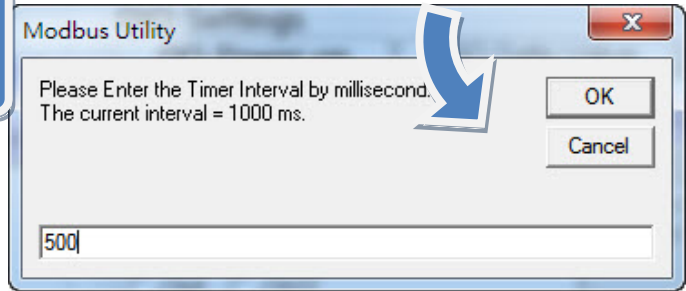 Modbus Utility
Please Enter the Timer Interval by millisecond.
The current interval = 1000 ms.
OK
Cancel
500